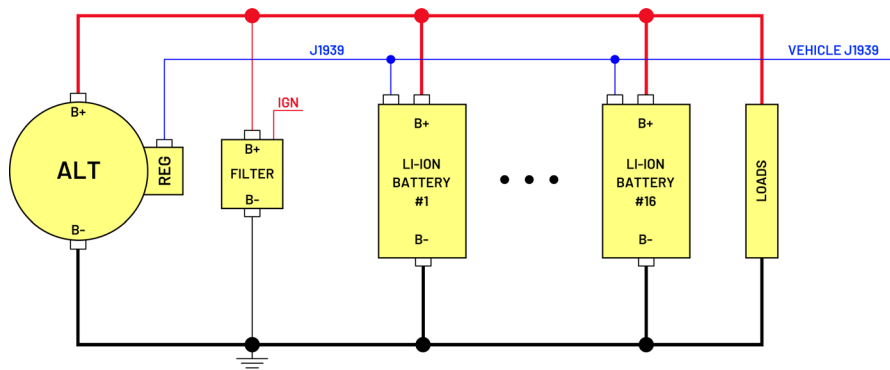 J1939
VEHICLE J1939
IGN
B+
ALT
B-
REG
B+
FILTER
B-
B+
LI-ION
BATTERY
#1
B-
B+
LI-ION
BATTERY
#16
B-
LOADS